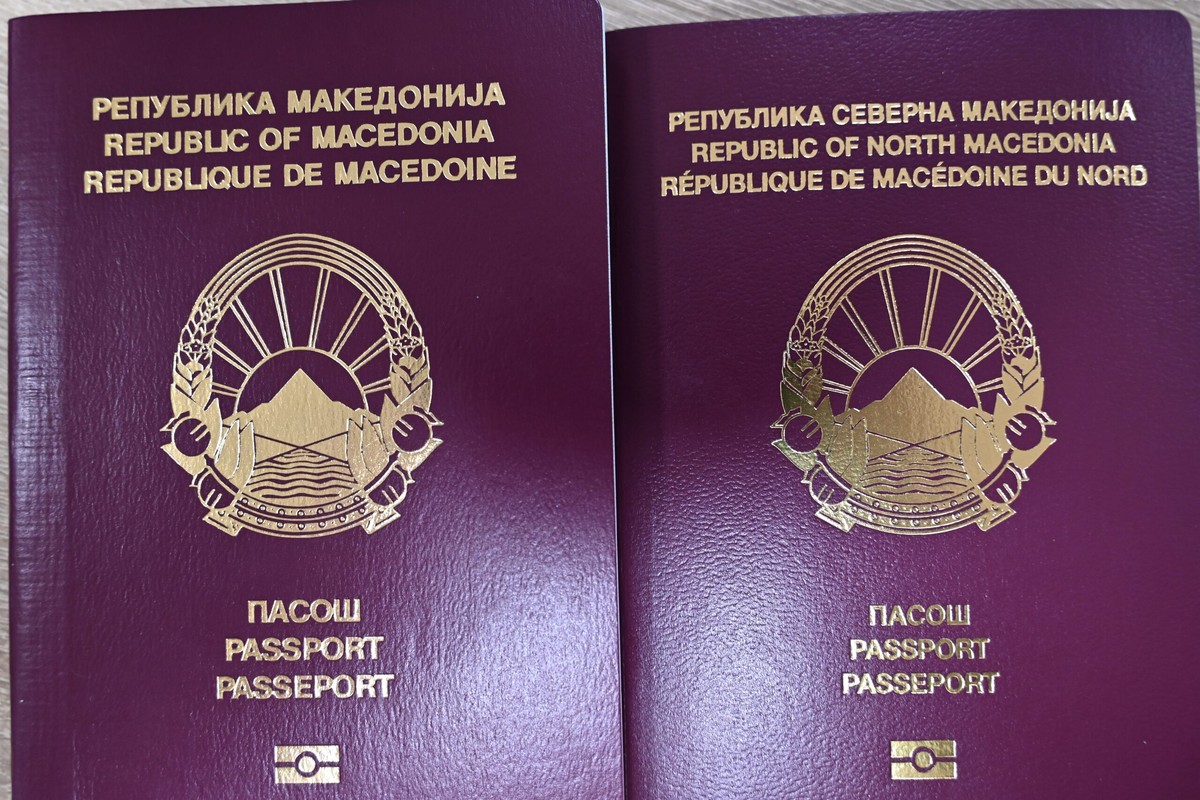 РЕПУБЛИКА МАКЕДОНИЈА
REPUBLIC OF MACEDONIA
REPUBLIQUE DE MACEDOINE
ПАСОШ
PASSPORT
PASSEPORT
РЕПУБЛИКА СЕВЕРНА МАКЕДОНИЈА
REPUBLIC OF NORTH MACEDONIA
RÉPUBLIQUE DE MACÉDOINE DU NORD
ПАСОШ
PASSPORT
PASSEPORT